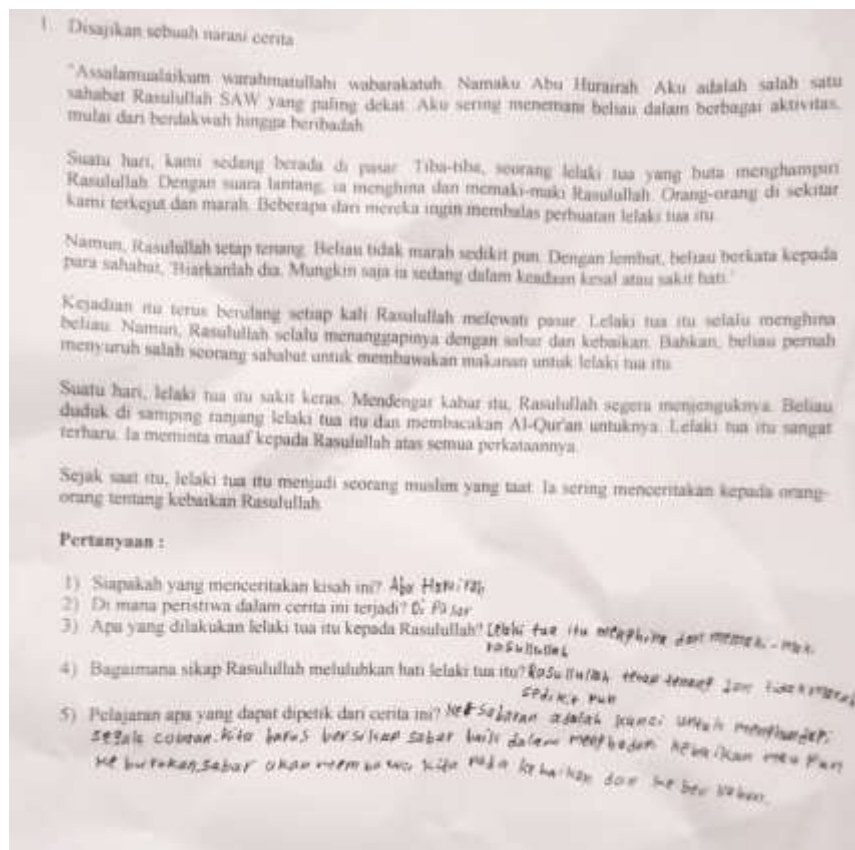 1. Disajikan sebuah narasi cerita
"Assalamualaikum warahmatullahi wabarakatuh. Namaku Abu Hurairah. Aku adalah salah satu
sahabat Rasulullah SAW yang paling dekat. Aku sering menemani beliau dalam berbagai aktivitas,
mulai dari berdakwah hingga beribadah.
Suatu hari, kami sedang berada di pasar. Tiba-tiba, seorang lelaki tua yang buta menghampiri
Rasulullah. Dengan suara lantang, ia menghina dan memaki-maki Rasulullah. Orang-orang di sekitar
kami terkejut dan marah. Beberapa dari mereka ingin membalas perbuatan lelaki tua itu.
Namun, Rasulullah tetap tenang. Beliau tidak marah sedikit pun. Dengan lembut, beliau berkata kepada
para sahabat, 'Biarkanlah dia. Mungkin saja ia sedang dalam keadaan kesal atau sakit hati.'
Kejadian itu terus berulang setiap kali Rasulullah melewati pasar. Lelaki tua itu selalu menghina
beliau. Namun, Rasulullah selalu menanggapinya dengan sabar dan kebaikan. Bahkan, beliau pernah
menyuruh salah seorang sahabat untuk membawakan makanan untuk lelaki tua itu.
Suatu hari, lelaki tua itu sakit keras. Mendengar kabar itu, Rasulullah segera menjenguknya. Beliau
duduk di samping ranjang lelaki tua itu dan membacakan Al-Qur'an untuknya. Lelaki tua itu sangat
terharu. Ia meminta maaf kepada Rasulullah atas semua perkataannya.
Sejak saat itu, lelaki tua itu menjadi seorang muslim yang taat. Ia sering menceritakan kepada orang-
orang tentang kebaikan Rasulullah.
Pertanyaan :
1) Siapakah yang menceritakan kisah ini? Abu Hurairah
2) Di mana peristiwa dalam cerita ini terjadi? Di Pasar
3) Apa yang dilakukan lelaki tua itu kepada Rasulullah? Lelaki tua itu menghina dan memaki-maki
rasullullah
4) Bagaimana sikap Rasulullah meluluhkan hati lelaki tua itu? Rosullullah tetap tenang dan tidak marah
sedikit pun
5) Pelajaran apa yang dapat dipetik dari cerita ini? kesabaran adalah kunci untuk menghadapi
segala cobaan. kita harus bersikap sabar baik dalam menghadapi kebaikan mau pun
keburukan, sabar akan membawa kita pada kebaikan dan